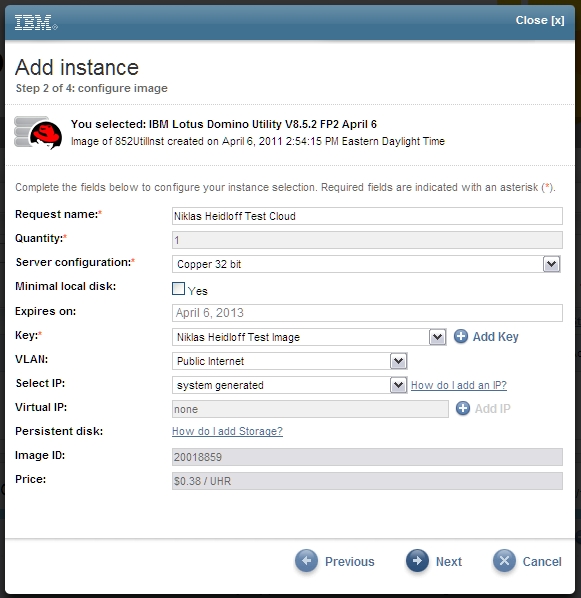 IBM
Close [x]
Add instance
Step 2 of 4: configure image
You selected: IBM Lotus Domino Utility V8.5.2 FP2 April 6
Image of 852UtilInst created on April 6, 2011 2:54:15 PM Eastern Daylight Time
Complete the fields below to configure your instance selection. Required fields are indicated with an asterisk (*).
Request name:* Niklas Heidloff Test Cloud
Quantity:* 1
Server configuration:* Copper 32 bit
Minimal local disk: Yes
Expires on: April 6, 2013
Key:* Niklas Heidloff Test Image Add Key
VLAN: Public Internet
Select IP: system generated How do I add an IP?
Virtual IP: none Add IP
Persistent disk: How do I add Storage?
Image ID: 20018859
Price: $0.38 / UHR
Previous Next Cancel